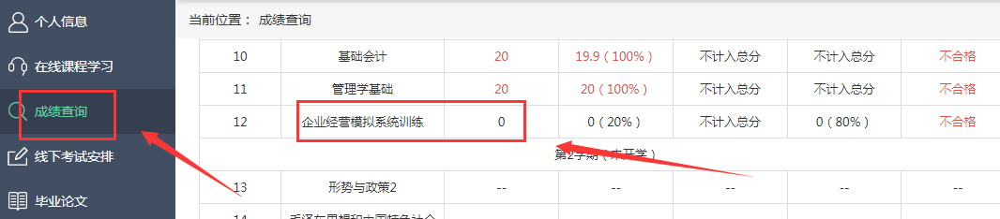 个人信息
在线课程学习
成绩查询
线下考试安排
毕业论文
当前位置： 成绩查询
10 基础会计 20 19.9（100%） 不计入总分 不计入总分 不合格
11 管理学基础 20 20（100%） 不计入总分 不计入总分 不合格
12 企业经营模拟系统训练 0 0（20%） 不计入总分 0（80%） 不合格
第2学期（未开学）
13 形势与政策2 -- -- -- -- --
14